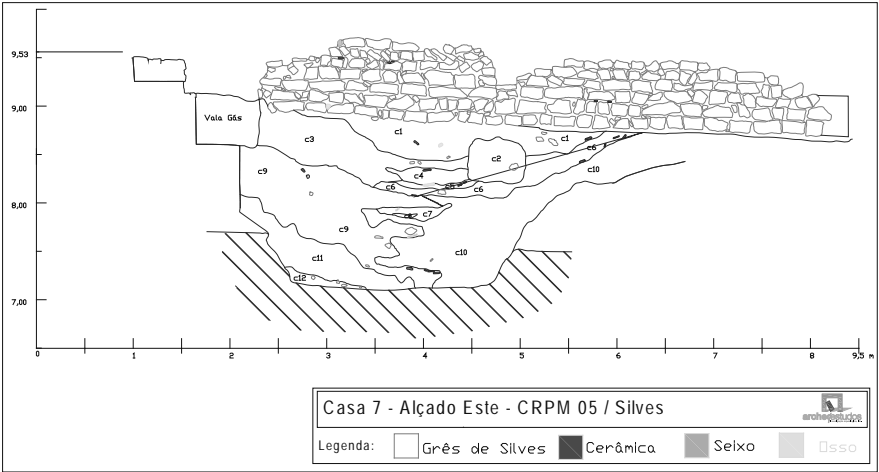 9,53
9,00
8,00
7,00
Vala Gás
c3
c1
c1
c2
c6
c9
c4
c10
c6
c5
c6
c8
c7
c9
c10
c11
c12
0 1 2 3 4 5 6 7 8 9,5 m
Casa 7 - Alçado Este - CRPM 05 / Silves
archeoestudos
Legenda: Grês de Silves Cerâmica Seixo Osso